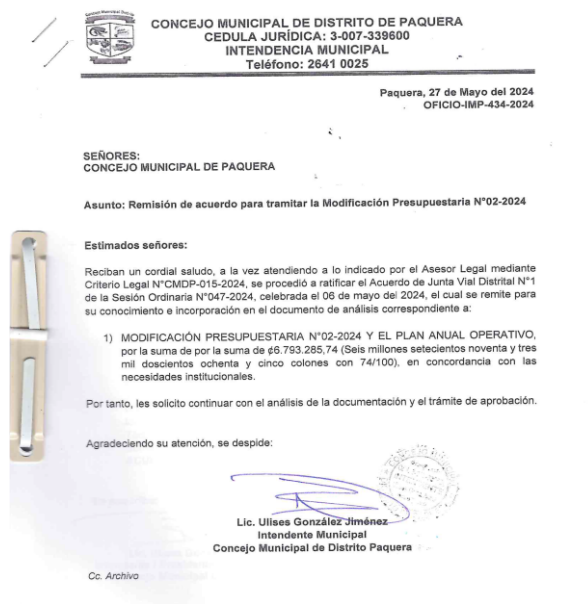 CONCEJO MUNICIPAL DE DISTRITO DE PAQUERA
CEDULA JURÍDICA: 3-007-339600
INTENDENCIA MUNICIPAL
Teléfono: 2641 0025
Paquera, 27 de Mayo del 2024
OFICIO-IMP-434-2024
SEÑORES:
CONCEJO MUNICIPAL DE PAQUERA
Asunto: Remisión de acuerdo para tramitar la Modificación Presupuestaria N°02-2024
Estimados señores:
Reciban un cordial saludo, a la vez atendiendo a lo indicado por el Asesor Legal mediante
Criterio Legal N°CMDP-015-2024, se procedió a ratificar el Acuerdo de Junta Vial Distrital N°1
de la Sesión Ordinaria N°047-2024, celebrada el 06 de mayo del 2024, el cual se remite para
su conocimiento e incorporación en el documento de análisis correspondiente a:
1) MODIFICACIÓN PRESUPUESTARIA N°02-2024 Y EL PLAN ANUAL OPERATIVO,
por la suma de por la suma de ¢6.793.285,74 (Seis millones setecientos noventa y tres
mil doscientos ochenta y cinco colones con 74/100), en concordancia con las
necesidades institucionales.
Por tanto, les solicito continuar con el análisis de la documentación y el trámite de aprobación.
Agradeciendo su atención, se despide:
Lic. Ulises González Jiménez
Intendente Municipal
Concejo Municipal de Distrito Paquera
Cc. Archivo